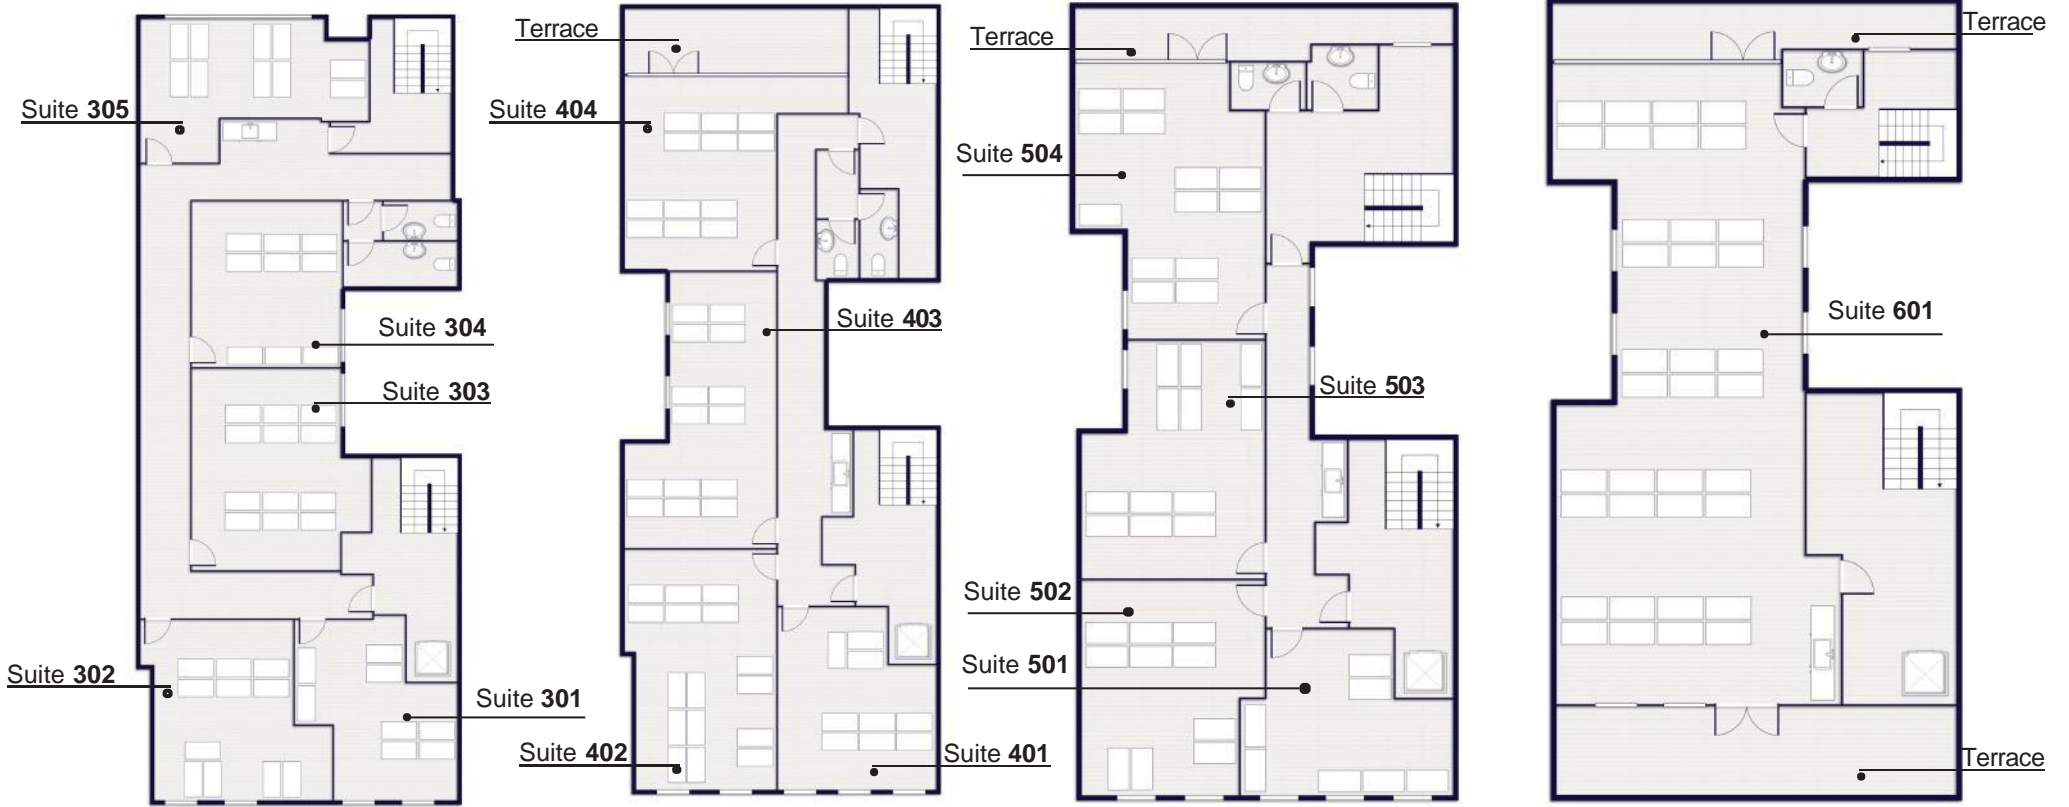 Suite 305
Suite 304
Suite 303
Suite 302
Suite 301
Terrace
Suite 404
Suite 403
Suite 402
Suite 401
Terrace
Suite 504
Suite 503
Suite 502
Suite 501
Terrace
Suite 601
Terrace